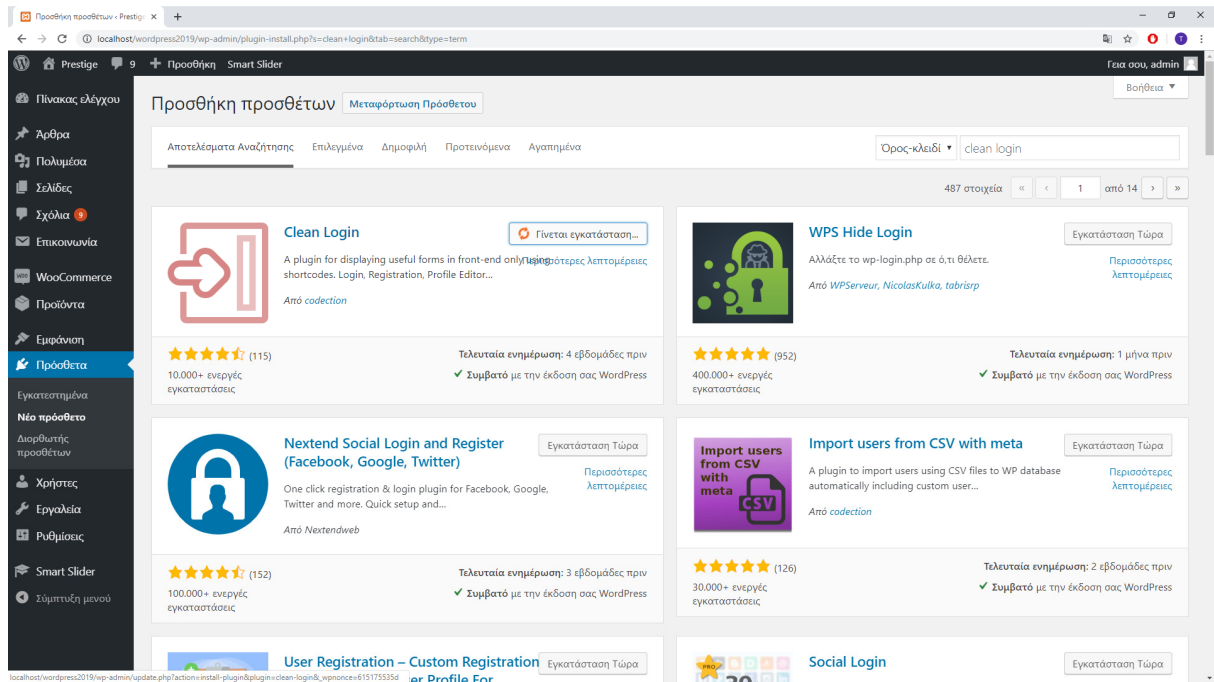 Προσθήκη προσθέτων ‹ Prestige
localhost/wordpress2019/wp-admin/plugin-install.php?s=clean+login&tab=search&type=term
Prestige 9 + Προσθήκη Smart Slider
Γεια σου, admin
Πίνακας ελέγχου
Άρθρα
Πολυμέσα
Σελίδες
Σχόλια 9
Επικοινωνία
WooCommerce
Προϊόντα
Εμφάνιση
Πρόσθετα
Εγκατεστημένα
Νέο πρόσθετο
Διορθωτής
προσθέτων
Χρήστες
Εργαλεία
Ρυθμίσεις
Smart Slider
Σύμπτυξη μενού
Βοήθεια
Προσθήκη προσθέτων Μεταφόρτωση Πρόσθετου
Αποτελέσματα Αναζήτησης Επιλεγμένα Δημοφιλή Προτεινόμενα Αγαπημένα
Όρος-κλειδί clean login
487 στοιχεία « ‹ 1 από 14 › »
Clean Login
Γίνεται εγκατάσταση...
A plugin for displaying useful forms in front-end only using
Περισσότερες λεπτομέρειες
shortcodes. Login, Registration, Profile Editor...
Από codection
(115)
10.000+ ενεργές
εγκαταστάσεις
Τελευταία ενημέρωση: 4 εβδομάδες πριν
✔ Συμβατό με την έκδοση σας WordPress
WPS Hide Login
Εγκατάσταση Τώρα
Αλλάξτε το wp-login.php σε ό,τι θέλετε.
Περισσότερες
λεπτομέρειες
Από WPServeur, NicolasKulka, tabrisrp
(952)
400.000+ ενεργές
εγκαταστάσεις
Τελευταία ενημέρωση: 1 μήνα πριν
✔ Συμβατό με την έκδοση σας WordPress
Nextend Social Login and Register
(Facebook, Google, Twitter)
Εγκατάσταση Τώρα
Περισσότερες
λεπτομέρειες
One click registration & login plugin for Facebook, Google,
Twitter and more. Quick setup and...
Από Nextendweb
(152)
100.000+ ενεργές
εγκαταστάσεις
Τελευταία ενημέρωση: 3 εβδομάδες πριν
✔ Συμβατό με την έκδοση σας WordPress
Import users
from CSV
with
meta
CSV
Import users from CSV with meta
Εγκατάσταση Τώρα
A plugin to import users using CSV files to WP database
automatically including custom user...
Περισσότερες
λεπτομέρειες
Από codection
(126)
30.000+ ενεργές
εγκαταστάσεις
Τελευταία ενημέρωση: 2 εβδομάδες πριν
✔ Συμβατό με την έκδοση σας WordPress
User Registration – Custom Registration
er Profile For
Εγκατάσταση Τώρα
PRO
30
Social Login
Εγκατάσταση Τώρα
localhost/wordpress2019/wp-admin/update.php?action=install-plugin&plugin=clean-login&_wpnonce=615175535d